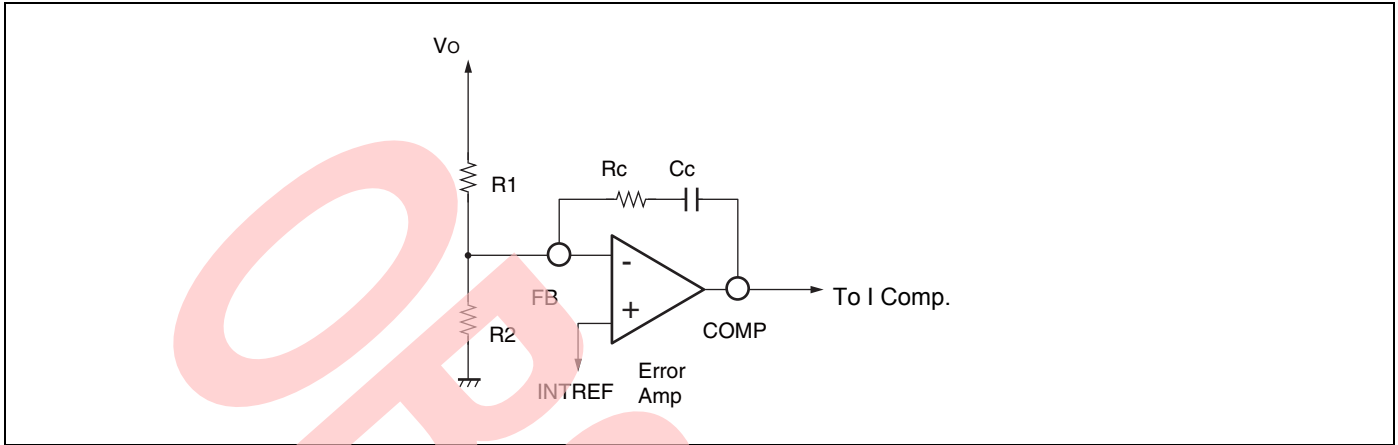 Vo
R1
Rc
Cc
-
FB
+
R2
COMP
To I Comp.
INTREF
Error
Amp